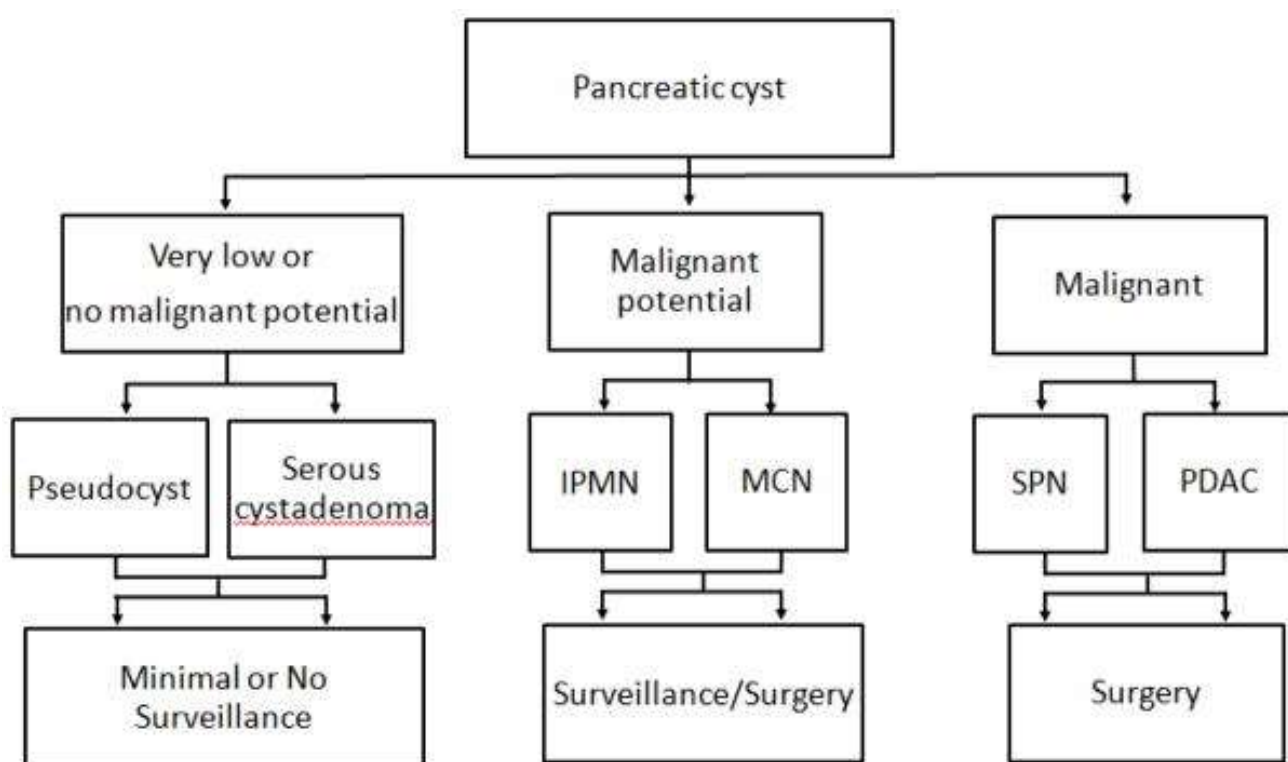 Pancreatic cyst
Very low or
no malignant potential
Malignant
potential
Malignant
Pseudocyst
Serous
cystadenoma
IPMN
MCN
SPN
PDAC
Minimal or No
Surveillance
Surveillance/Surgery
Surgery